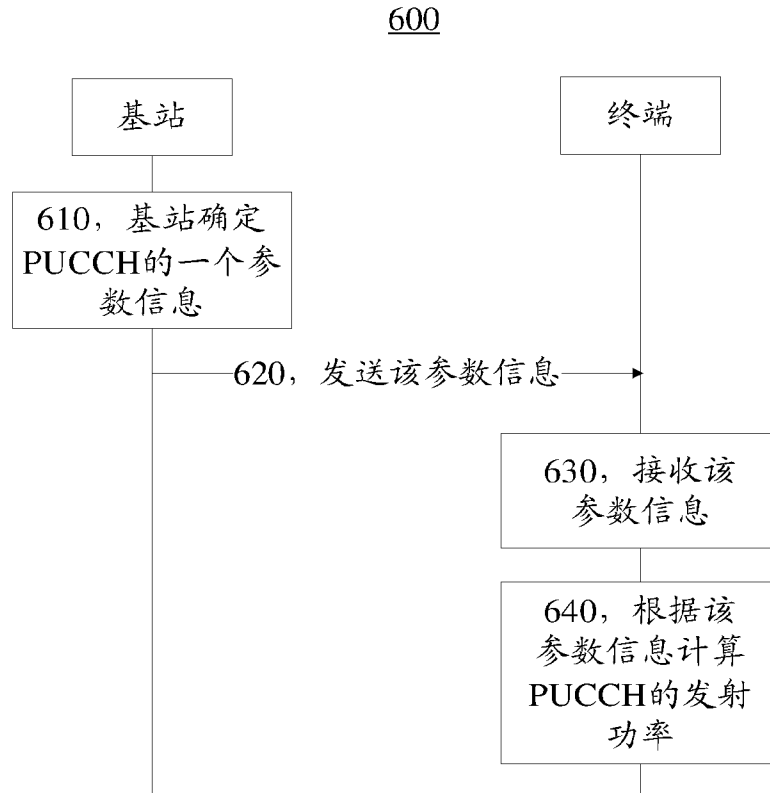 600
基站
终端
610，基站确定
PUCCH的一个参
数信息
620，发送该参数信息
630，接收该
参数信息
640，根据该
参数信息计算
PUCCH的发射
功率